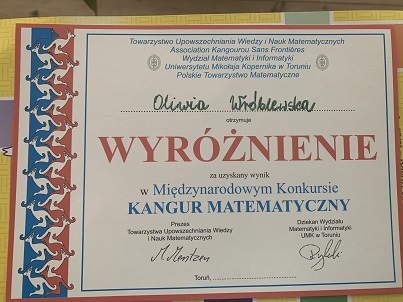 Towarzystwo Upowszechniania Wiedzy i Nauk Matematycznych
Association Kangourou Sans Frontières
Wydział Matematyki i Informatyki
Uniwersytetu Mikołaja Kopernika w Toruniu
Polskie Towarzystwo Matematyczne
Oliwia Wróblewska
otrzymuje
WYRÓŻNIENIE
za uzyskany wynik
w Międzynarodowym Konkursie
KANGUR MATEMATYCZNY
Prezes
Towarzystwa Upowszechniania Wiedzy
i Nauk Matematycznych
Dziekan Wydziału
Matematyki i Informatyki
UMK w Toruniu
Toruń,